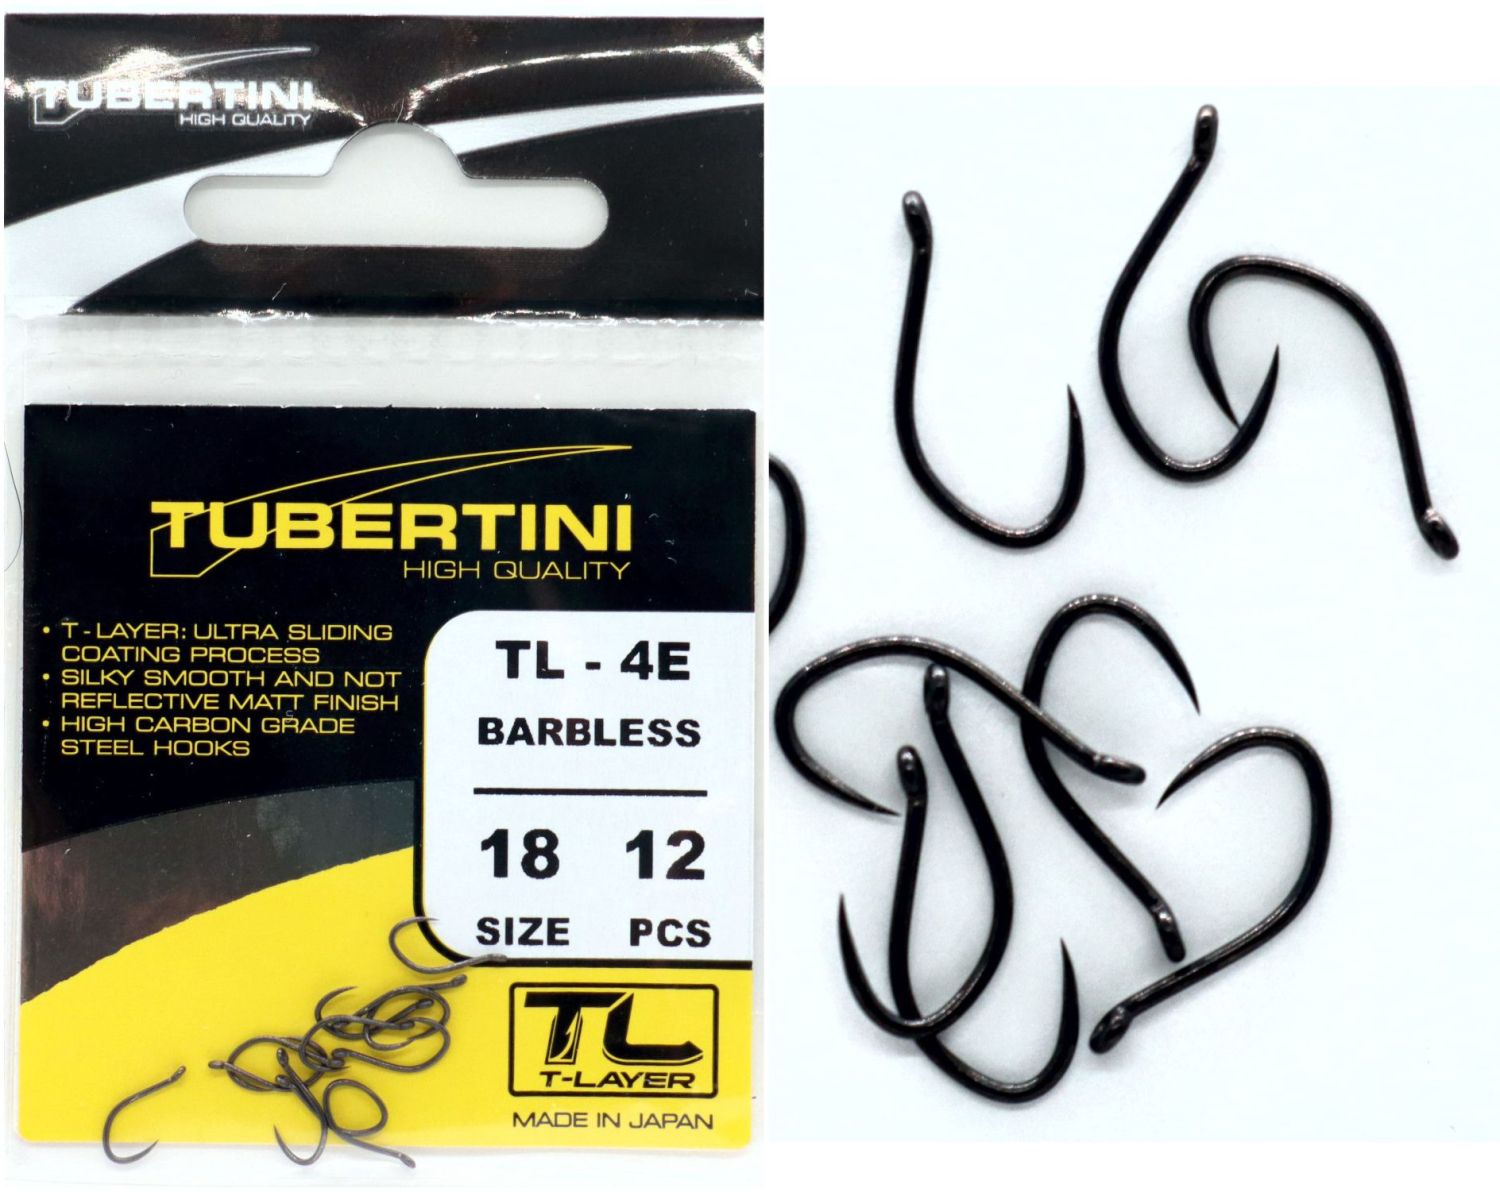 TUBERTINI
HIGH QUALITY
TUBERTINI
HIGH QUALITY
• T-LAYER: ULTRA SLIDING
COATING PROCESS
• SILKY SMOOTH AND NOT
REFLECTIVE MATT FINISH
• HIGH CARBON GRADE
STEEL HOOKS
TL - 4E
BARBLESS
18 12
SIZE PCS
TL
T-LAYER
MADE IN JAPAN